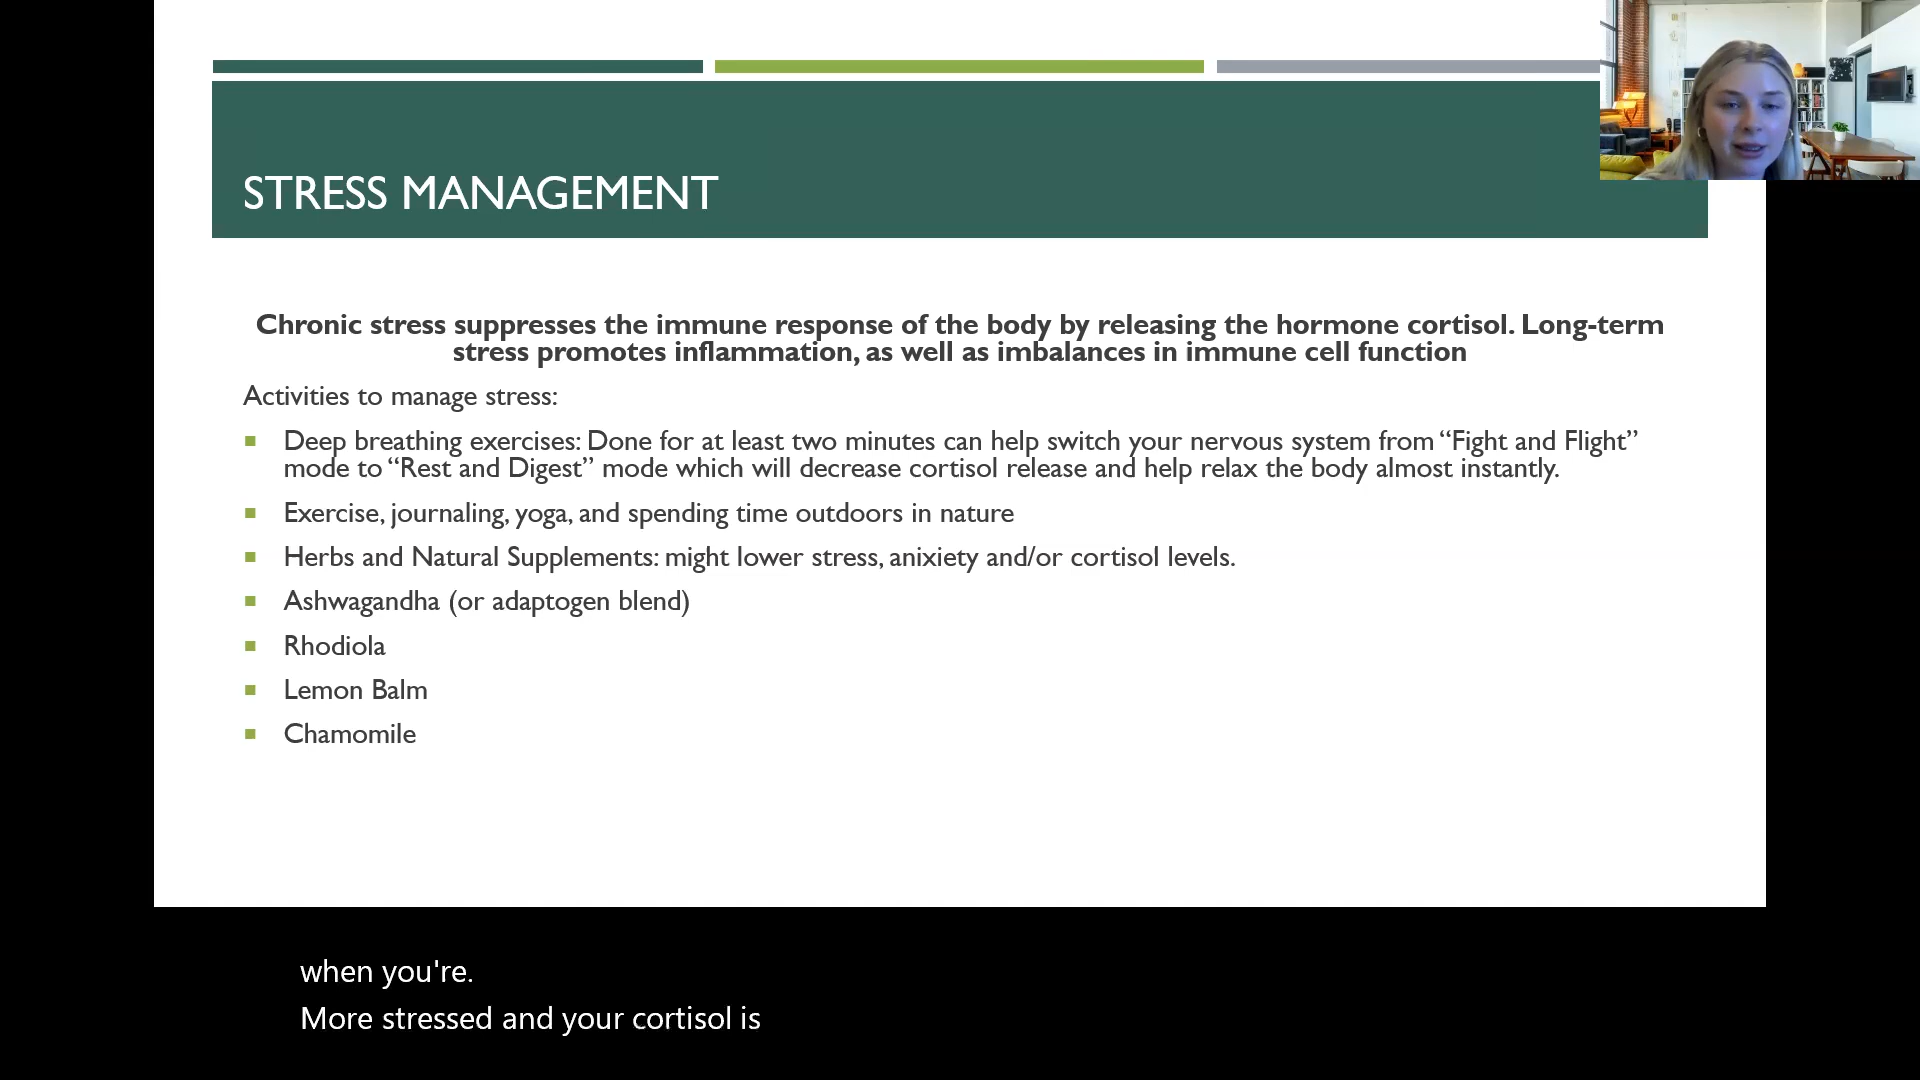 STRESS MANAGEMENT
Chronic stress suppresses the immune response of the body by releasing the hormone cortisol. Long-term
stress promotes inflammation, as well as imbalances in immune cell function
Activities to manage stress:
Deep breathing exercises: Done for at least two minutes can help switch your nervous system from “Fight and Flight”
mode to “Rest and Digest” mode which will decrease cortisol release and help relax the body almost instantly.
Exercise, journaling, yoga, and spending time outdoors in nature
Herbs and Natural Supplements: might lower stress, anixiety and/or cortisol levels.
Ashwagandha (or adaptogen blend)
Rhodiola
Lemon Balm
Chamomile
when you're.
More stressed and your cortisol is